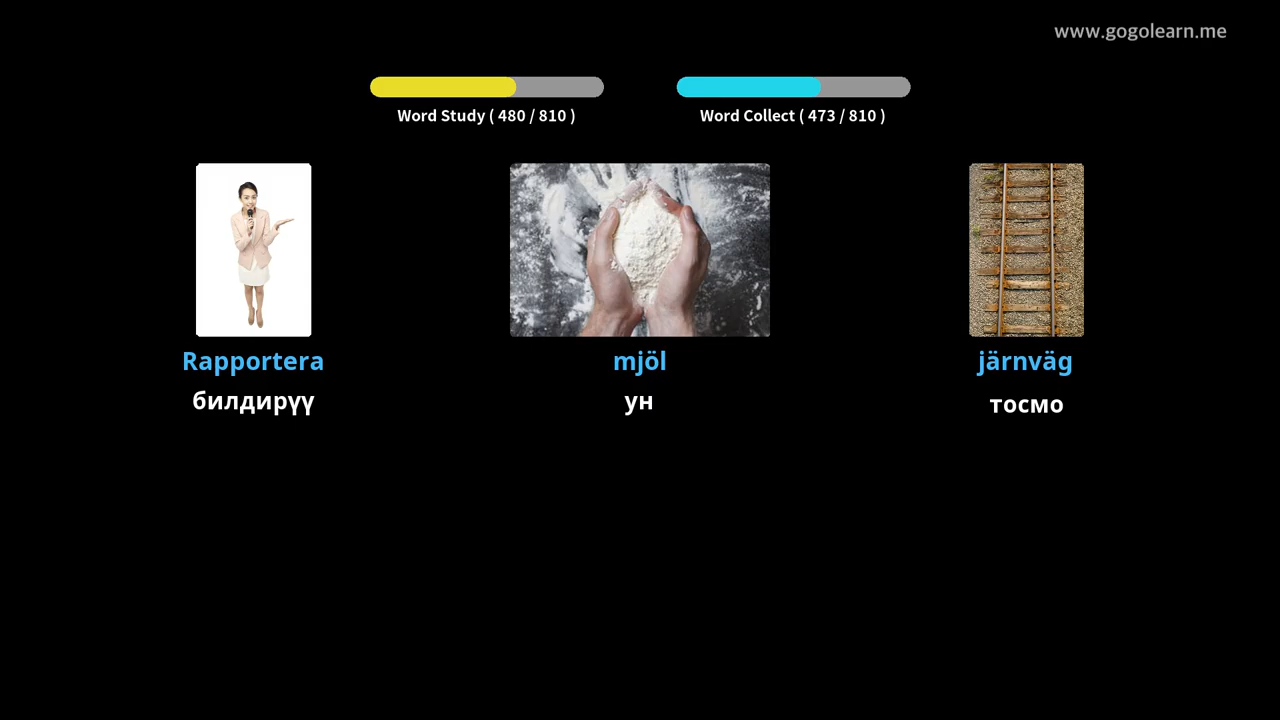 www.gogolearn.me
Word Study ( 480 / 810 )
Word Collect ( 473 / 810 )
Rapportera
mjöl
järnväg
билдирүү
ун
тосмо